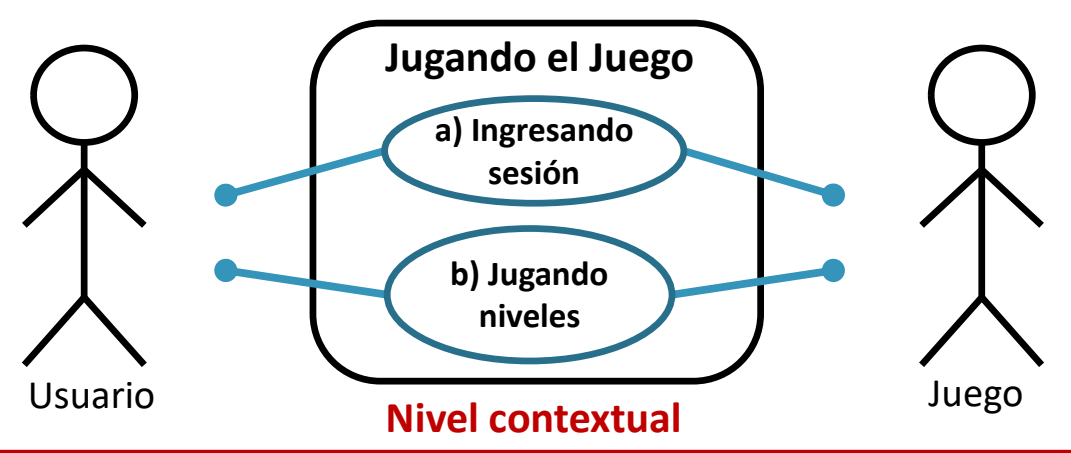 Jugando el Juego
a) Ingresando
sesión
b) Jugando
niveles
Usuario
Juego
Nivel contextual